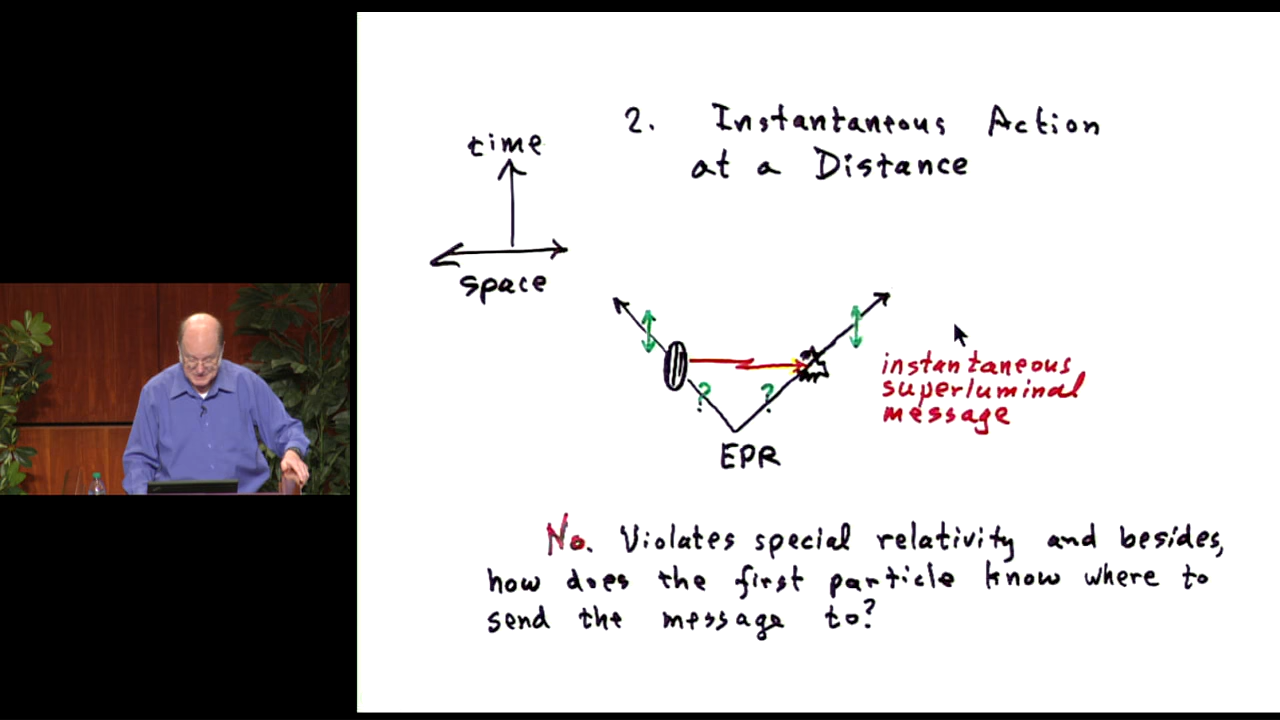 2. Instantaneous Action
at a Distance
time
space
? ?
EPR
instantaneous
superluminal
message
No. Violates special relativity and besides,
how does the first particle know where to
send the message to?